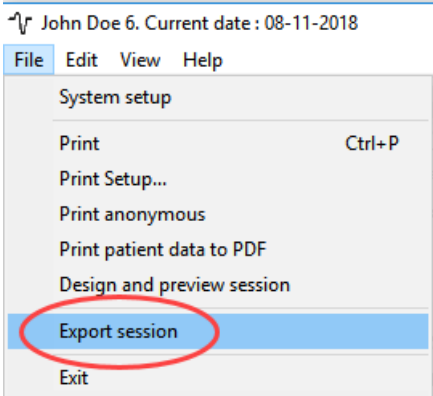 John Doe 6. Current date : 08-11-2018
File Edit View Help
System setup
Print Ctrl+P
Print Setup...
Print anonymous
Print patient data to PDF
Design and preview session
Export session
Exit